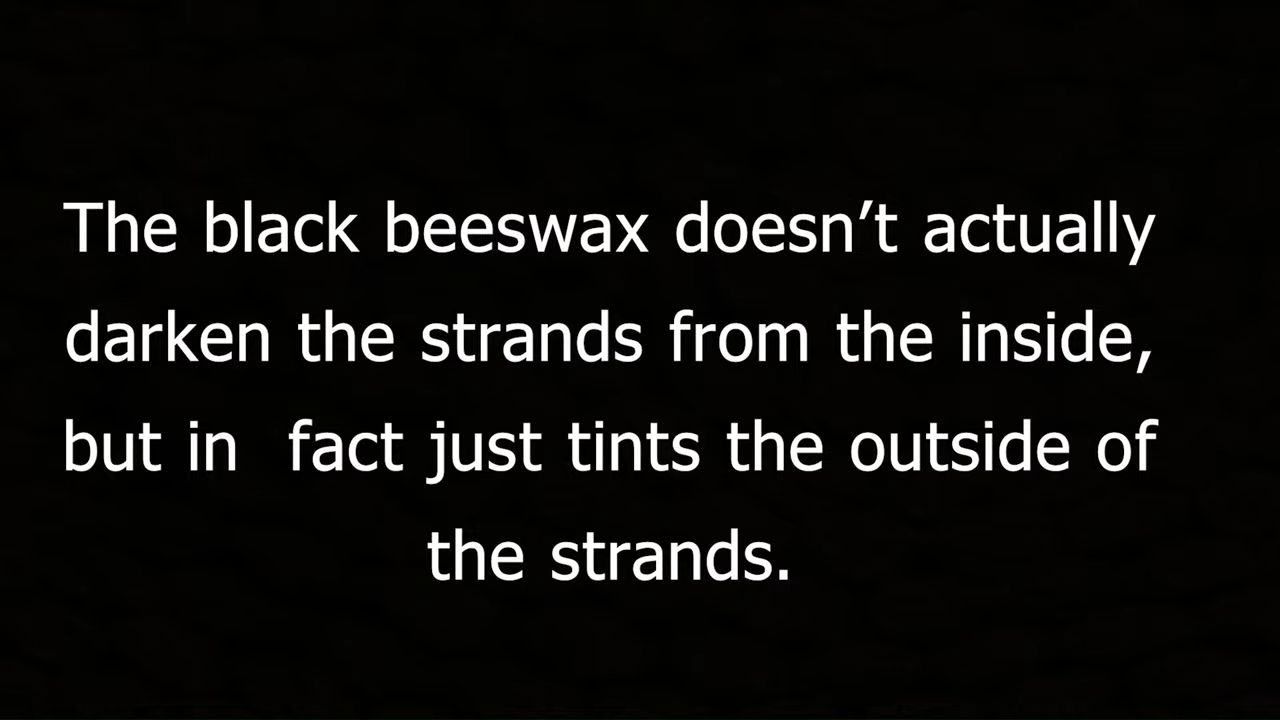 The black beeswax doesn’t actually
darken the strands from the inside,
but in  fact just tints the outside of
the strands.